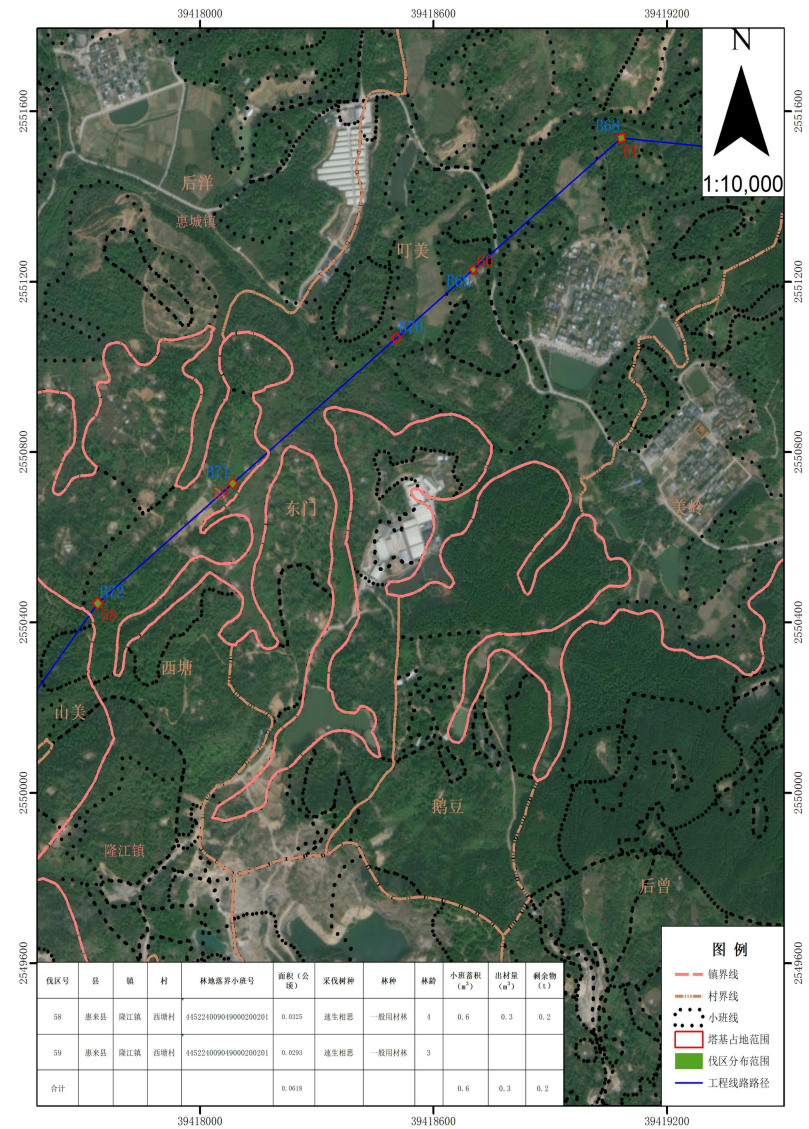 39418000 39418600 39419200
N
1:10,000
2551600 2551600
B68
61
后洋
惠城镇
叮美
60
B69
2551200 2551200
B70
2550800 2550800
B71
东门
美岭
B72
58
2550400 2550400
西塘
山美
2550000 2550000
鹅豆
隆江镇
后曾
2549600 2549600
图 例
镇界线
村界线
小班线
塔基占地范围
伐区分布范围
工程线路路径
伐区号 县 镇 村 林地落界小班号 面积（公顷） 采伐树种 林种 林龄 小班蓄积（m³） 出材量（m³） 剩余物（t）
58 惠来县 隆江镇 西塘村 445224009049000200201 0.0325 速生相思 一般用材林 4 0.6 0.3 0.2
59 惠来县 隆江镇 西塘村 445224009049000200201 0.0293 速生相思 一般用材林 3
合计 0.0618 0.6 0.3 0.2
39418000 39418600 39419200